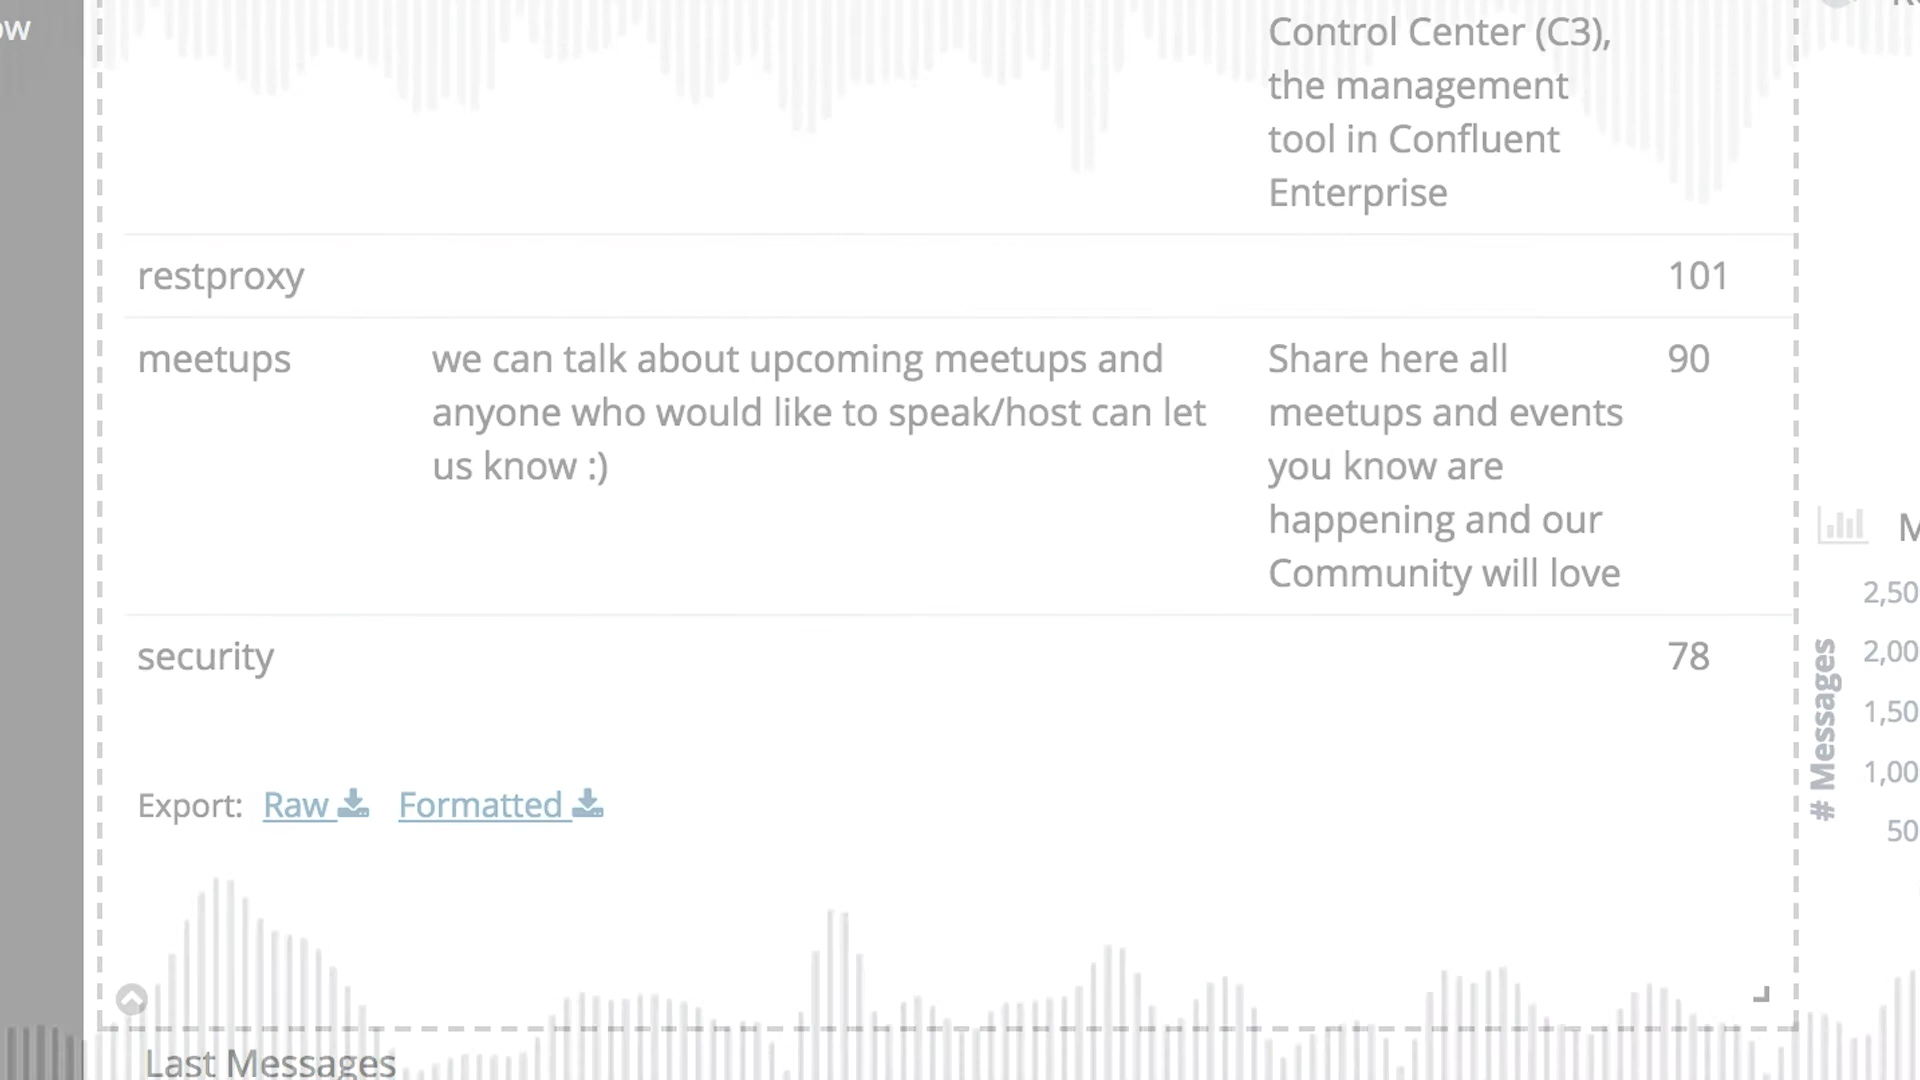 ow
Control Center (C3),
the management
tool in Confluent
Enterprise
restproxy 101
meetups we can talk about upcoming meetups and Share here all 90
anyone who would like to speak/host can let meetups and events
us know :) you know are
happening and our
Community will love
security 78
Export: Raw Formatted
Last Messages
M
2,50
2,00
1,50
1,00
50
# Messages